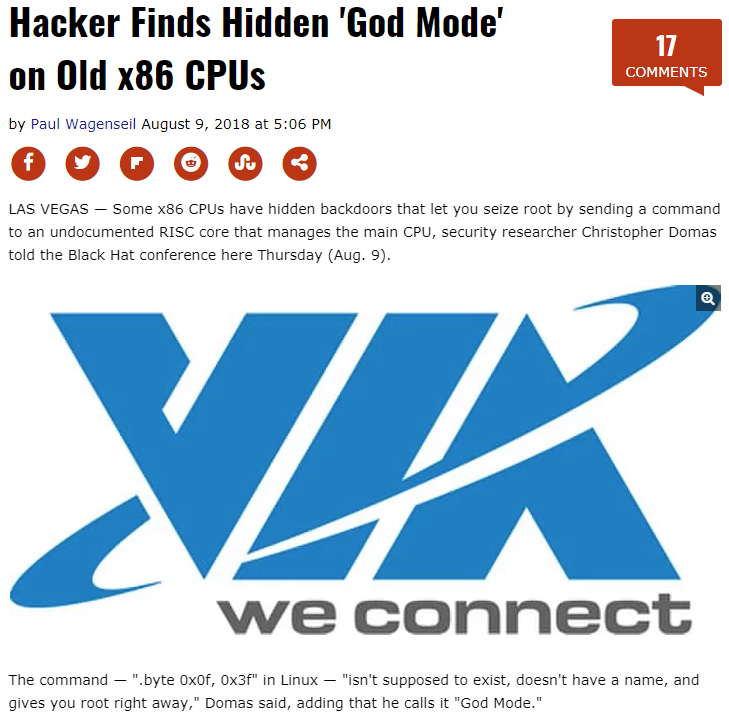 Hacker Finds Hidden 'God Mode'
on Old x86 CPUs
17
COMMENTS
by Paul Wagenseil August 9, 2018 at 5:06 PM
LAS VEGAS — Some x86 CPUs have hidden backdoors that let you seize root by sending a command
to an undocumented RISC core that manages the main CPU, security researcher Christopher Domas
told the Black Hat conference here Thursday (Aug. 9).
VIA
we connect
The command — ".byte 0x0f, 0x3f" in Linux — "isn't supposed to exist, doesn't have a name, and
gives you root right away," Domas said, adding that he calls it "God Mode."